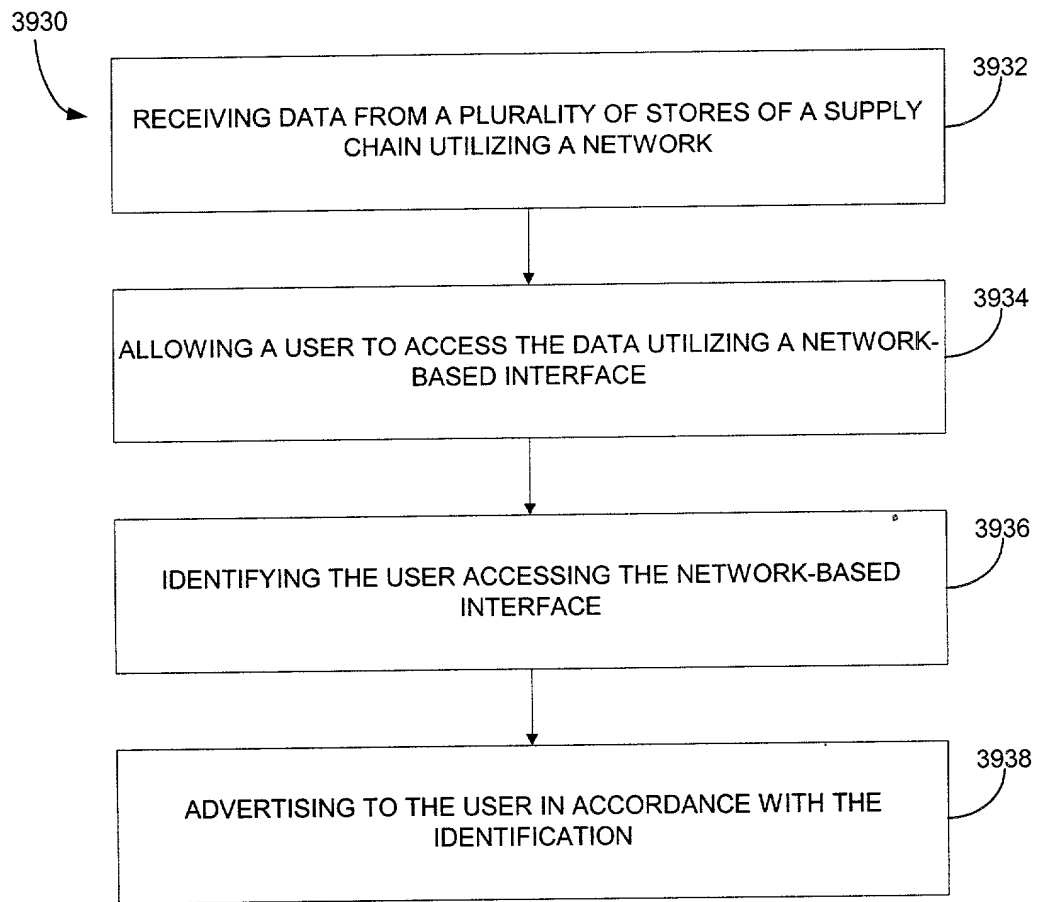 3930
3932
RECEIVING DATA FROM A PLURALITY OF STORES OF A SUPPLY
CHAIN UTILIZING A NETWORK
3934
ALLOWING A USER TO ACCESS THE DATA UTILIZING A NETWORK-
BASED INTERFACE
3936
IDENTIFYING THE USER ACCESSING THE NETWORK-BASED
INTERFACE
3938
ADVERTISING TO THE USER IN ACCORDANCE WITH THE
IDENTIFICATION